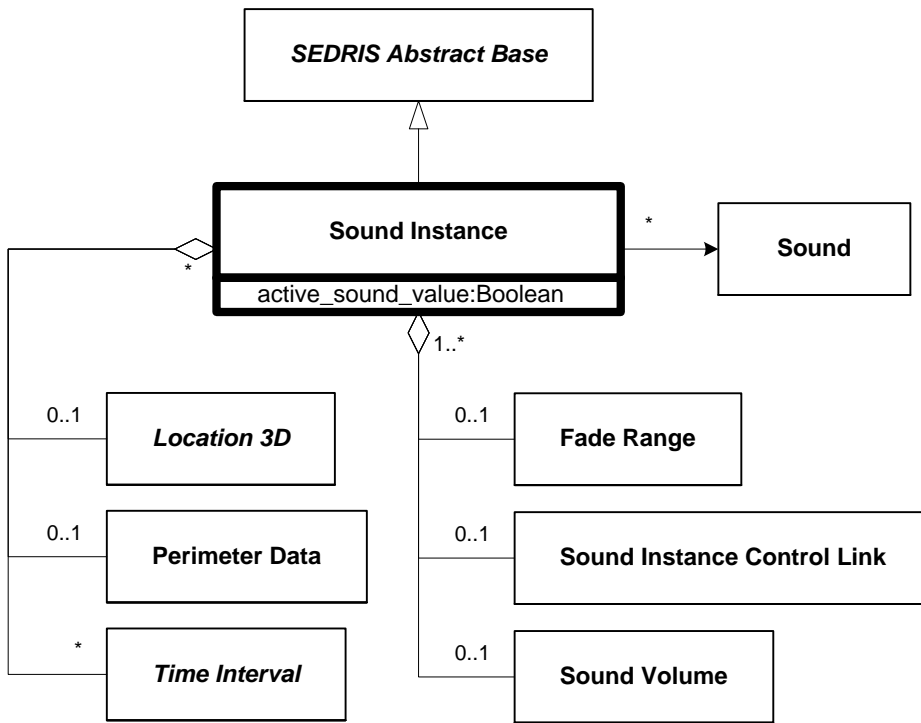 SEDRIS Abstract Base
Sound Instance
*
Sound
*
active_sound_value:Boolean
1..*
0..1
Location 3D
0..1
Fade Range
0..1
Perimeter Data
0..1
Sound Instance Control Link
*
Time Interval
0..1
Sound Volume